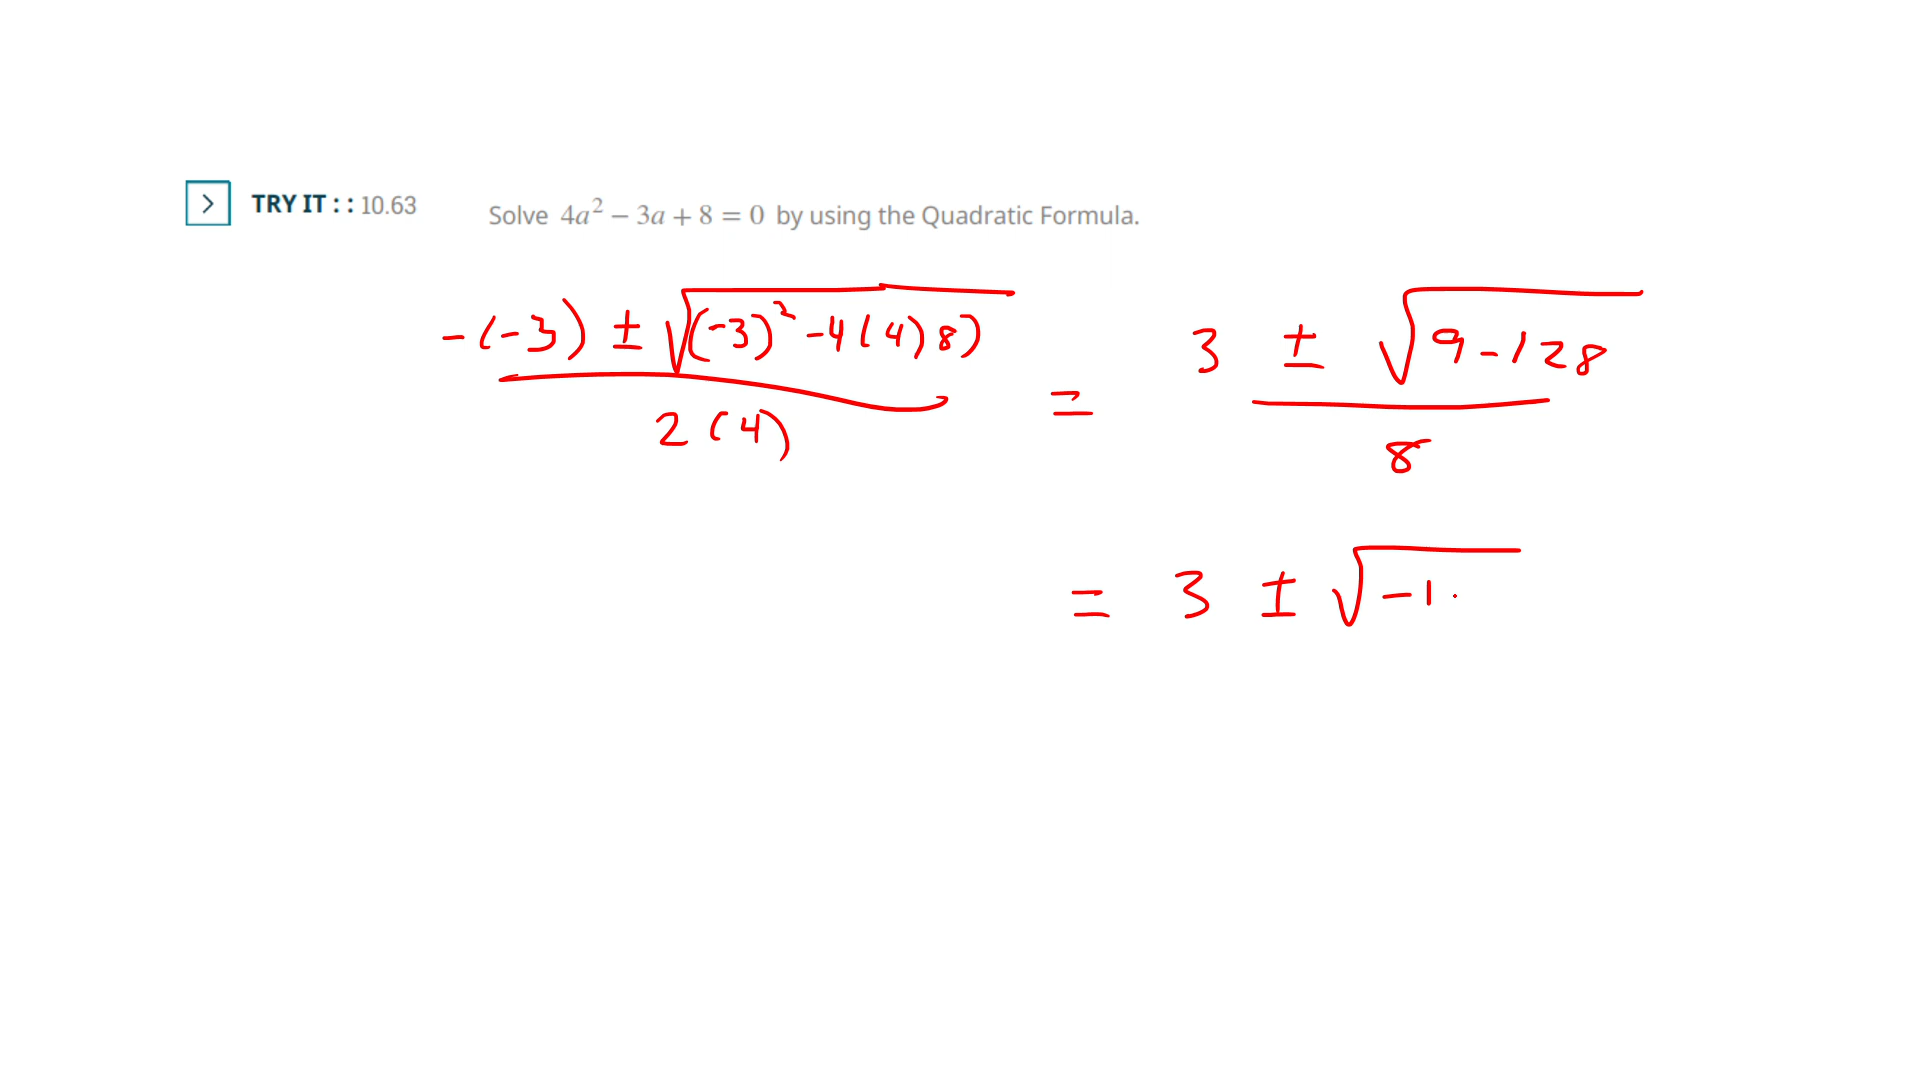 > TRY IT : : 10.63 Solve 4a² − 3a + 8 = 0 by using the Quadratic Formula.
-(-3) ± √((-3)² -4(4)8) / 2(4) = 3 ± √(9-128) / 8
= 3 ± √(-1.